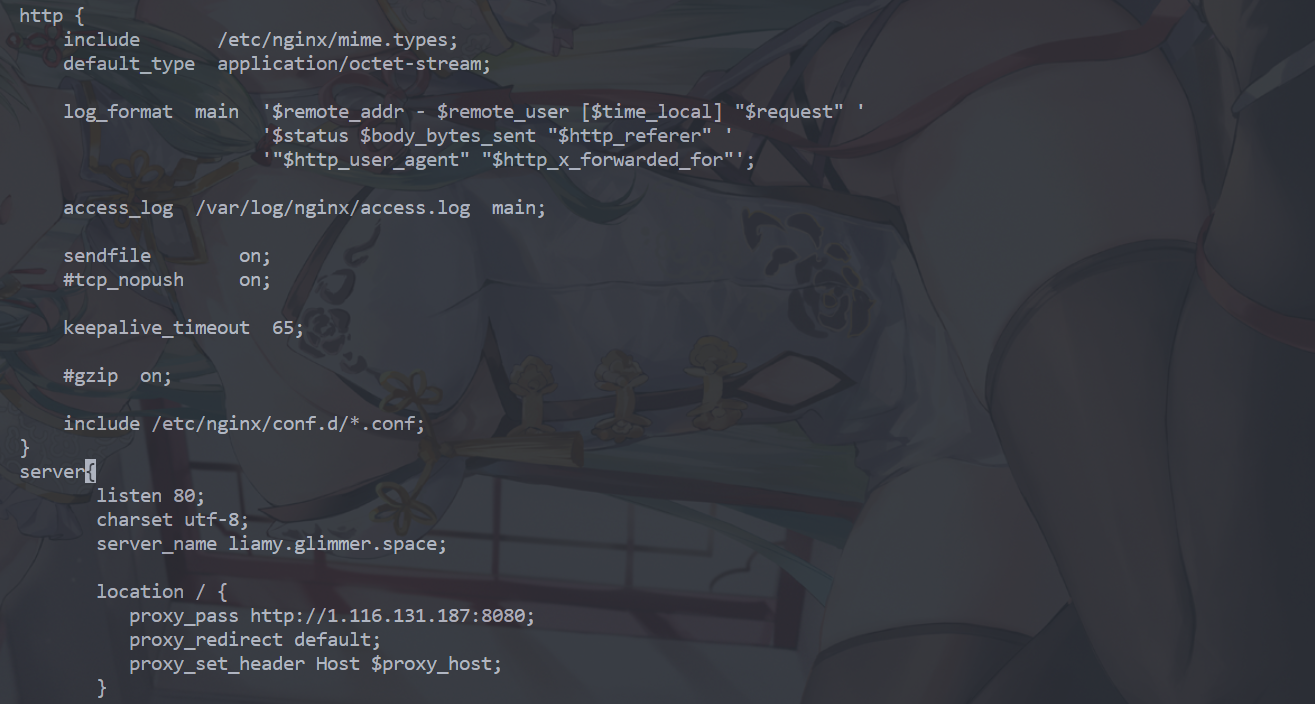 http {
    include       /etc/nginx/mime.types;
    default_type  application/octet-stream;

    log_format  main  '$remote_addr - $remote_user [$time_local] "$request" '
                      '$status $body_bytes_sent "$http_referer" '
                      '"$http_user_agent" "$http_x_forwarded_for"';

    access_log  /var/log/nginx/access.log  main;

    sendfile        on;
    #tcp_nopush     on;

    keepalive_timeout  65;

    #gzip  on;

    include /etc/nginx/conf.d/*.conf;
}
server{
       listen 80;
       charset utf-8;
       server_name liamy.glimmer.space;

       location / {
          proxy_pass http://1.116.131.187:8080;
          proxy_redirect default;
          proxy_set_header Host $proxy_host;
       }